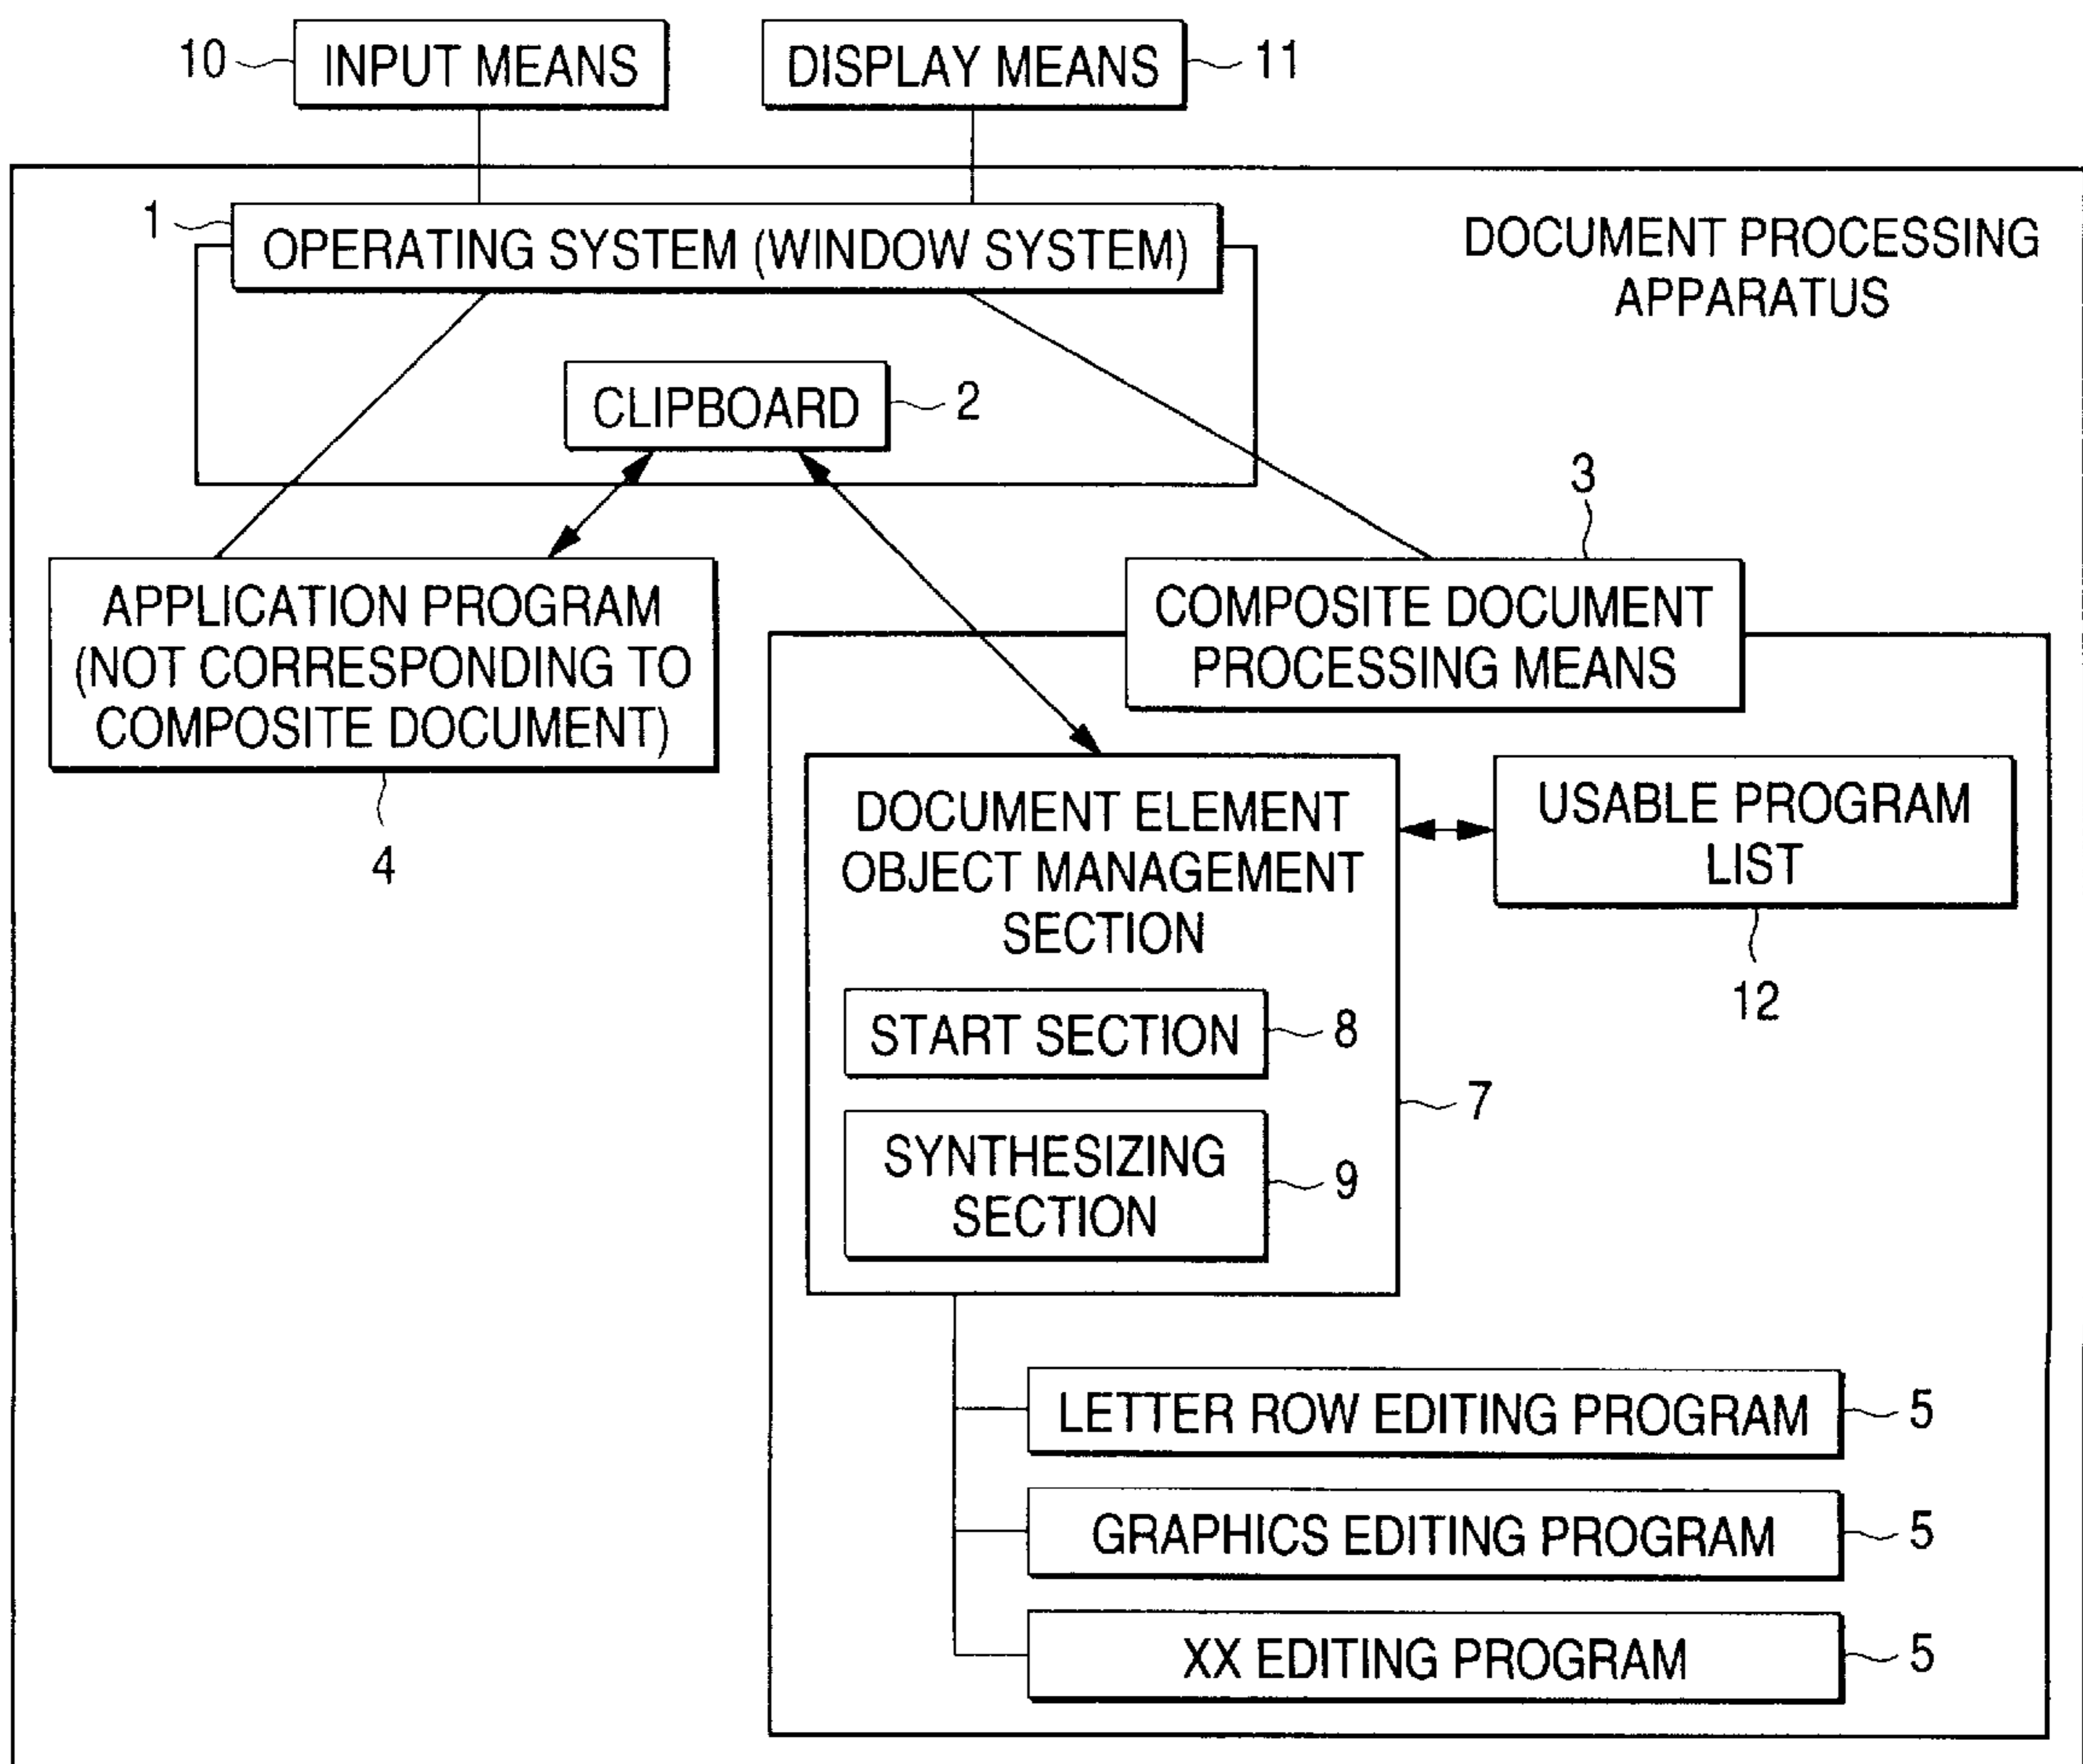 10
INPUT MEANS
DISPLAY MEANS
11
1
OPERATING SYSTEM (WINDOW SYSTEM)
DOCUMENT PROCESSING
APPARATUS
CLIPBOARD
2
3
APPLICATION PROGRAM
(NOT CORRESPONDING TO
COMPOSITE DOCUMENT)
4
COMPOSITE DOCUMENT
PROCESSING MEANS
DOCUMENT ELEMENT
OBJECT MANAGEMENT
SECTION
USABLE PROGRAM
LIST
12
START SECTION
8
7
SYNTHESIZING
SECTION
9
LETTER ROW EDITING PROGRAM
5
GRAPHICS EDITING PROGRAM
5
XX EDITING PROGRAM
5